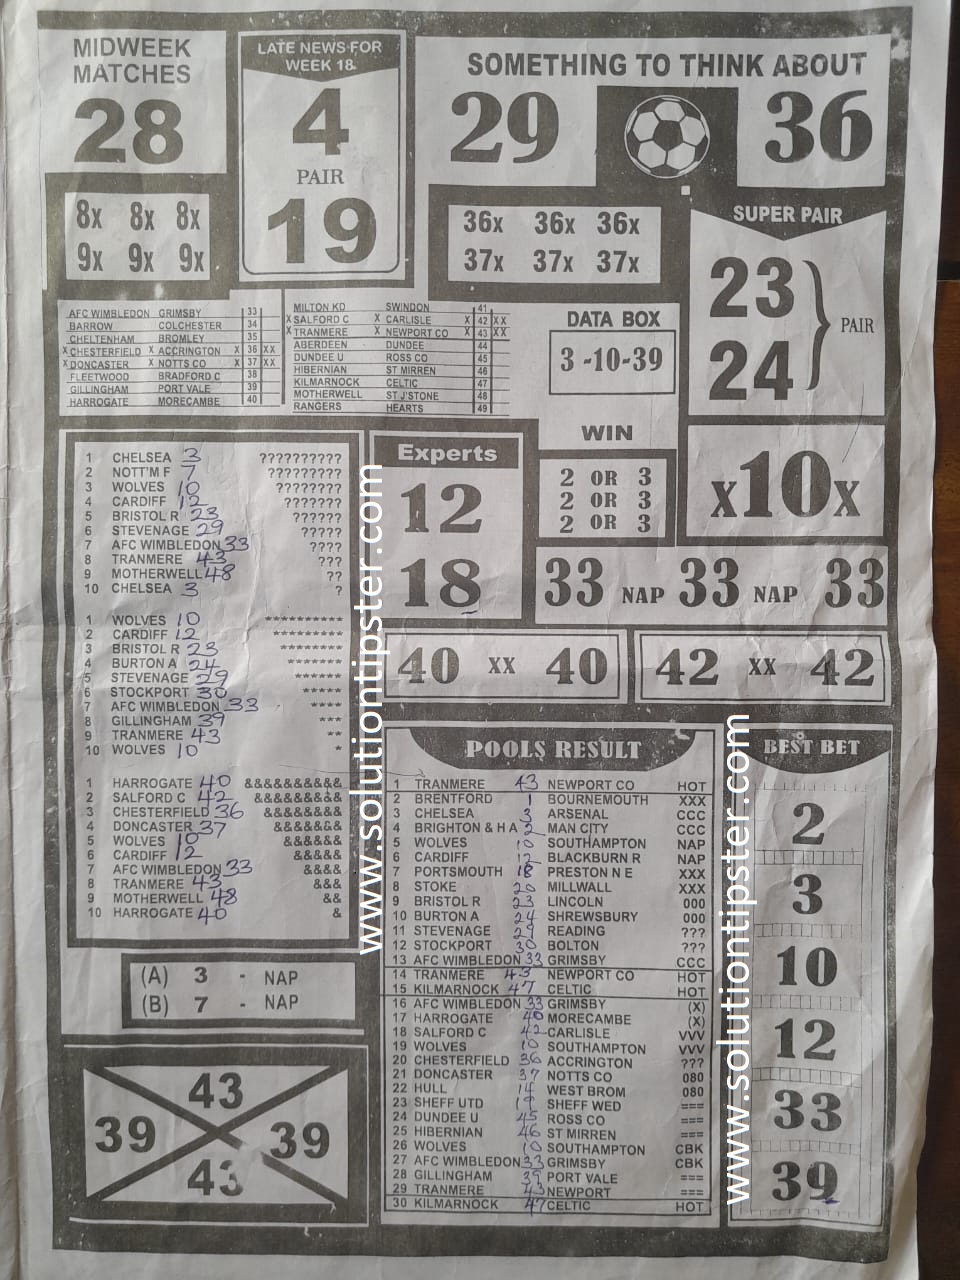 MIDWEEK
MATCHES
28
LATE NEWS FOR
WEEK 18
4
PAIR
19
SOMETHING TO THINK ABOUT
29 36
8x 8x 8x
9x 9x 9x
36x 36x 36x
37x 37x 37x
SUPER PAIR
23
24
PAIR
AFC WIMBLEDON GRIMSBY 33
BARROW COLCHESTER 34
CHELTENHAM BROMLEY 35
X CHESTERFIELD X ACCRINGTON X 36 XX
X DONCASTER X NOTTS CO X 37 XX
FLEETWOOD BRADFORD C 38
GILLINGHAM PORT VALE 39
HARROGATE MORECAMBE 40
MILTON KD SWINDON 41
X SALFORD C X CARLISLE X 42 XX
X TRANMERE X NEWPORT CO X 43 XX
ABERDEEN DUNDEE 44
DUNDEE U ROSS CO 45
HIBERNIAN ST MIRREN 46
KILMARNOCK CELTIC 47
MOTHERWELL ST J'STONE 48
RANGERS HEARTS 49
DATA BOX
3 -10-39
WIN
2 OR 3
2 OR 3
2 OR 3
X10X
Experts
12
18
33 NAP 33 NAP 33
40 XX 40
42 XX 42
1 CHELSEA 3 ??????????
2 NOTT'M F 7 ?????????
3 WOLVES 10 ????????
4 CARDIFF 12 ???????
5 BRISTOL R 23 ??????
6 STEVENAGE 29 ?????
7 AFC WIMBLEDON 33 ????
8 TRANMERE 43 ???
9 MOTHERWELL 48 ??
10 CHELSEA 3 ?
1 WOLVES 10 **********
2 CARDIFF 12 *********
3 BRISTOL R 23 ********
4 BURTON A 24 *******
5 STEVENAGE 29 ******
6 STOCKPORT 30 *****
7 AFC WIMBLEDON 33 ****
8 GILLINGHAM 39 ***
9 TRANMERE 43 **
10 WOLVES 10 *
1 HARROGATE 40 &&&&&&&&&&
2 SALFORD C 42 &&&&&&&&&
3 CHESTERFIELD 36 &&&&&&&&
4 DONCASTER 37 &&&&&&&
5 WOLVES 10 &&&&&&
6 CARDIFF 12 &&&&&
7 AFC WIMBLEDON 33 &&&&
8 TRANMERE 43 &&&
9 MOTHERWELL 48 &&
10 HARROGATE 40 &
(A) 3 - NAP
(B) 7 - NAP
43
39 39
43
POOLS RESULT
1 TRANMERE 43 NEWPORT CO HOT
2 BRENTFORD 1 BOURNEMOUTH XXX
3 CHELSEA 3 ARSENAL CCC
4 BRIGHTON & H A 2 MAN CITY CCC
5 WOLVES 10 SOUTHAMPTON NAP
6 CARDIFF 12 BLACKBURN R NAP
7 PORTSMOUTH 18 PRESTON N E XXX
8 STOKE 20 MILLWALL XXX
9 BRISTOL R 23 LINCOLN 000
10 BURTON A 24 SHREWSBURY 000
11 STEVENAGE 29 READING ???
12 STOCKPORT 30 BOLTON ???
13 AFC WIMBLEDON 33 GRIMSBY CCC
14 TRANMERE 43 NEWPORT CO HOT
15 KILMARNOCK 47 CELTIC HOT
16 AFC WIMBLEDON 33 GRIMSBY (X)
17 HARROGATE 40 MORECAMBE (X)
18 SALFORD C 42 CARLISLE VVV
19 WOLVES 10 SOUTHAMPTON VVV
20 CHESTERFIELD 36 ACCRINGTON ???
21 DONCASTER 37 NOTTS CO 080
22 HULL 14 WEST BROM 080
23 SHEFF UTD 19 SHEFF WED ===
24 DUNDEE U 45 ROSS CO ===
25 HIBERNIAN 46 ST MIRREN ===
26 WOLVES 10 SOUTHAMPTON CBK
27 AFC WIMBLEDON 33 GRIMSBY CBK
28 GILLINGHAM 39 PORT VALE ===
29 TRANMERE 43 NEWPORT ===
30 KILMARNOCK 47 CELTIC HOT
BEST BET
2
3
10
12
33
39
www.solutiontipster.com
www.solutiontipster.com